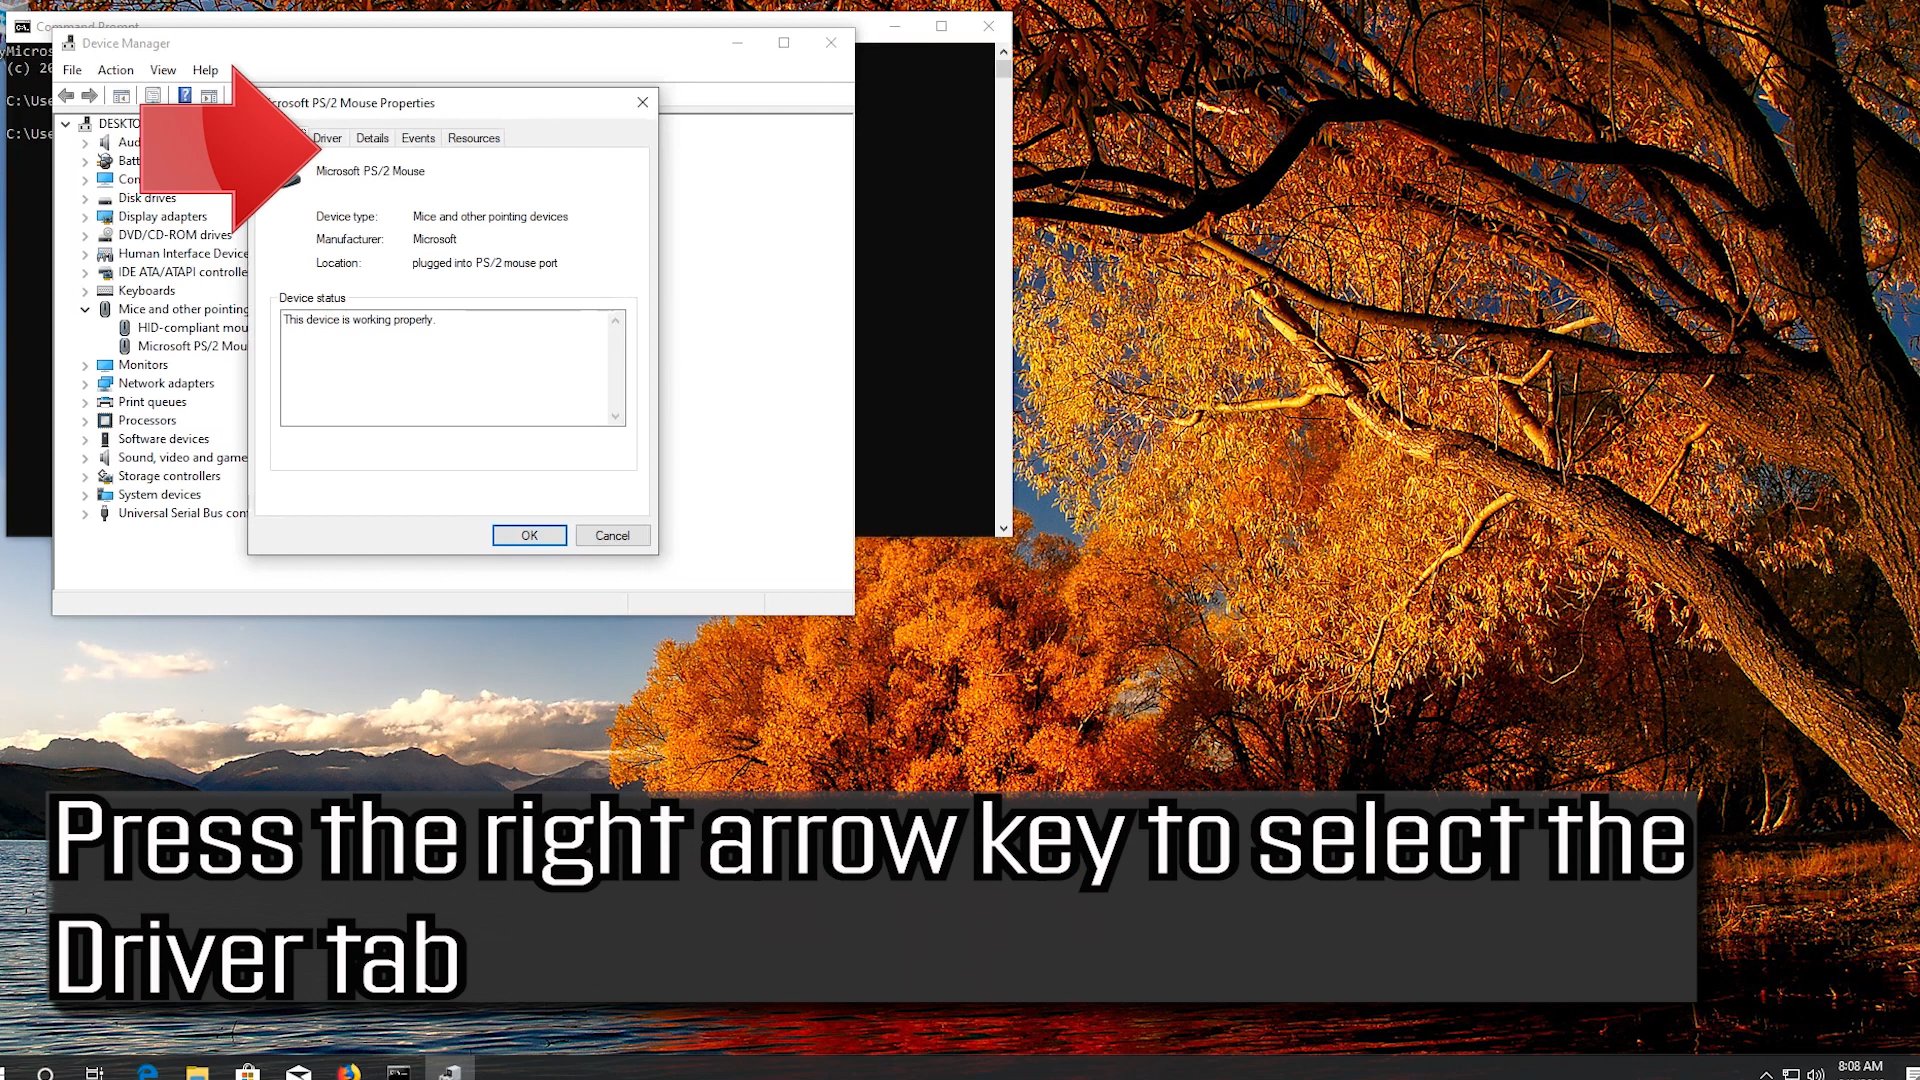 Command Prompt
Device Manager
File Action View Help
(c) 20
C:\Use
C:\Use
crosoft PS/2 Mouse Properties
Driver Details Events Resources
Microsoft PS/2 Mouse
Device type: Mice and other pointing devices
Manufacturer: Microsoft
Location: plugged into PS/2 mouse port
Device status
This device is working properly.
OK Cancel
DESKTO
Aud
Batt
Con
Disk drives
Display adapters
DVD/CD-ROM drives
Human Interface Device
IDE ATA/ATAPI controlle
Keyboards
Mice and other pointing
HID-compliant mou
Microsoft PS/2 Mou
Monitors
Network adapters
Print queues
Processors
Software devices
Sound, video and game
Storage controllers
System devices
Universal Serial Bus con
Press the right arrow key to select the
Driver tab
8:08 AM